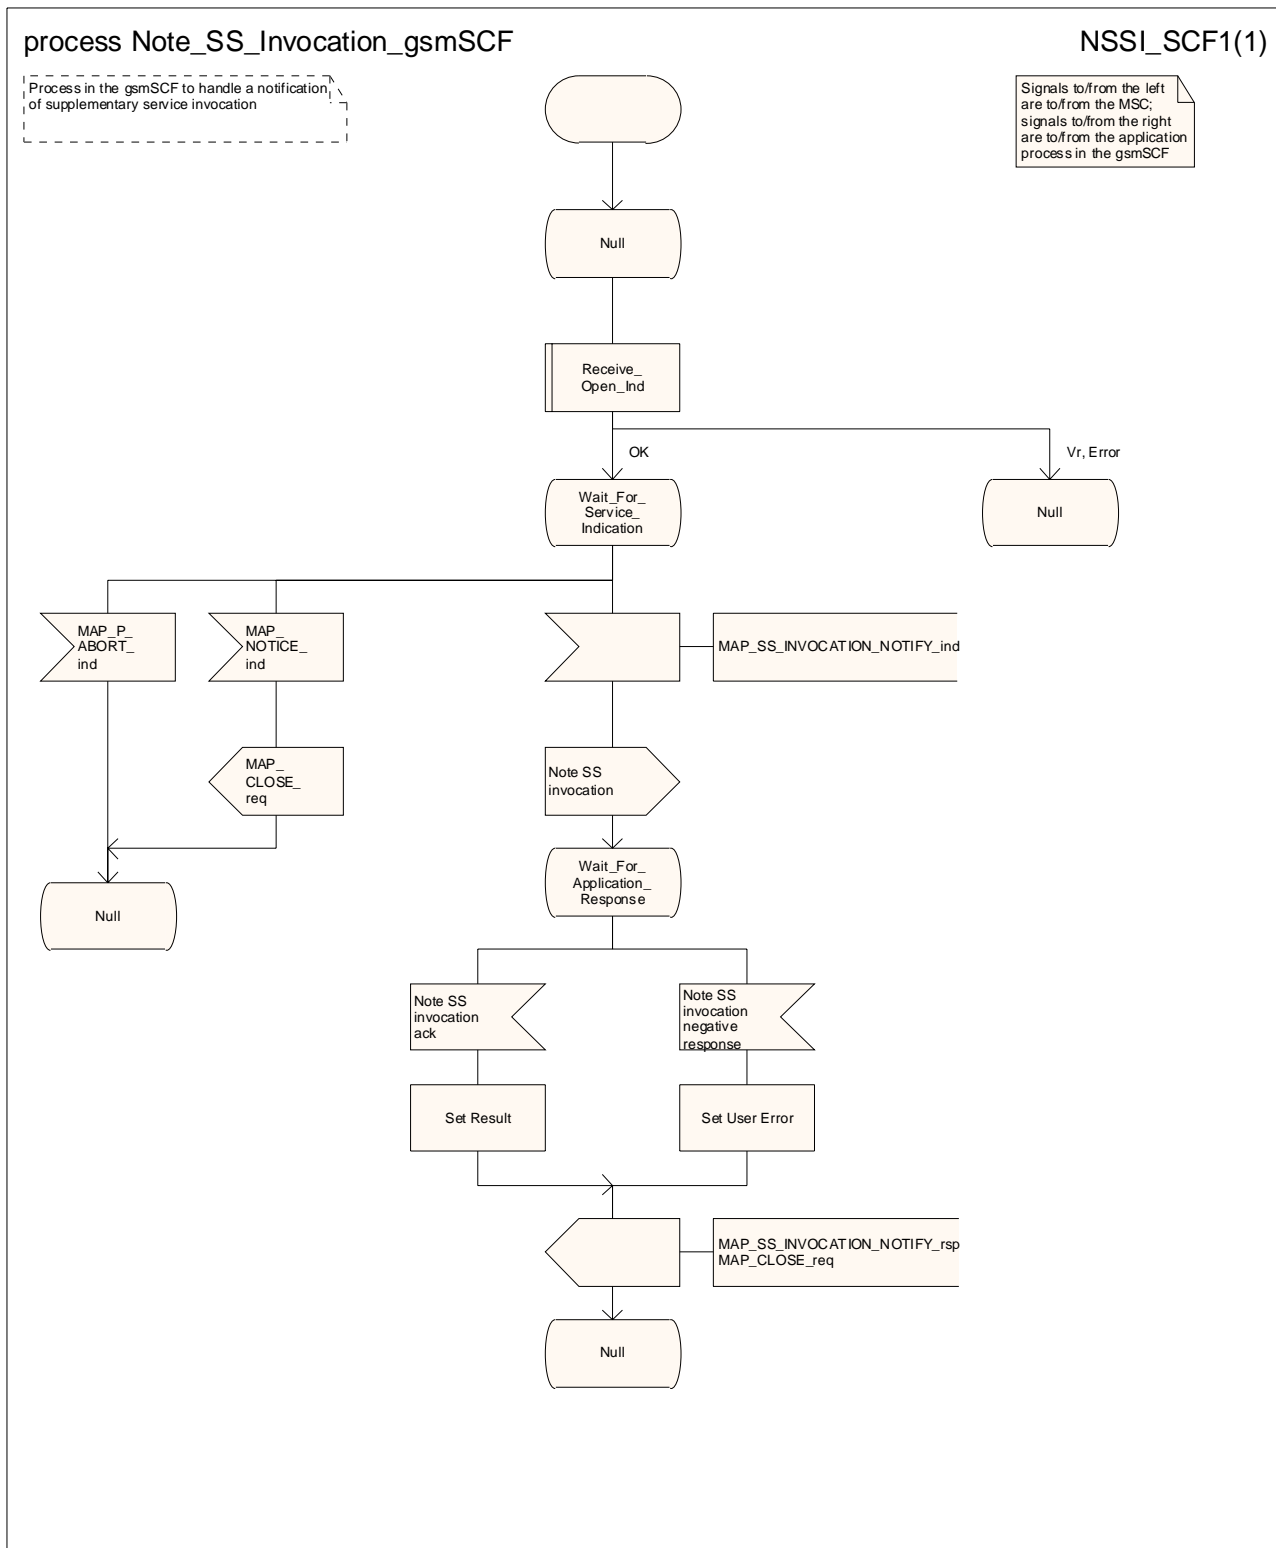 process Note_SS_Invocation_gsmSCF
NSSI_SCF1(1)
Process in the gsmSCF to handle a notification
of supplementary service invocation
Signals to/from the left
are to/from the MSC;
signals to/from the right
are to/from the application
process in the gsmSCF
Null
Receive_
Open_Ind
OK
Vr, Error
Wait_For_
Service_
Indication
Null
MAP_P_
ABORT_
ind
MAP_
NOTICE_
ind
MAP_SS_INVOCATION_NOTIFY_ind
MAP_
CLOSE_
req
Note SS
invocation
Wait_For_
Application_
Response
Null
Note SS
invocation
ack
Note SS
invocation
negative
response
Set Result
Set User Error
MAP_SS_INVOCATION_NOTIFY_rsp
MAP_CLOSE_req
Null